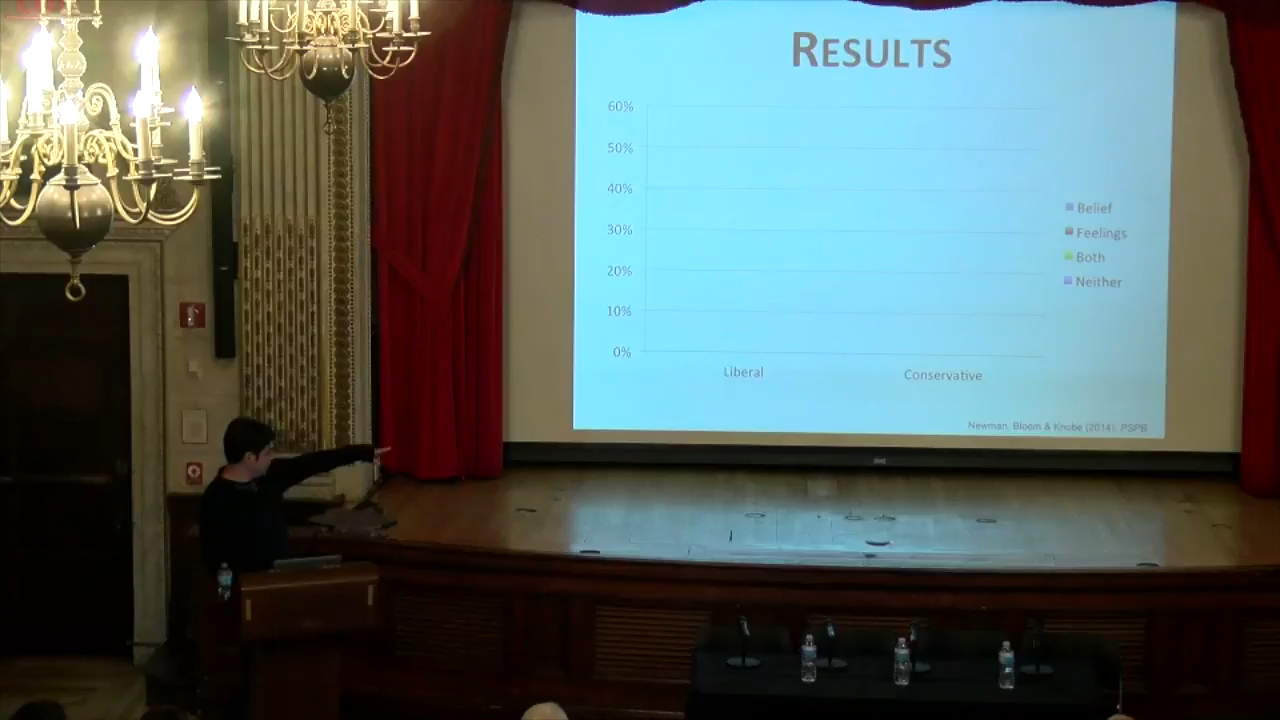 RESULTS
60%
50%
40%
30%
20%
10%
0%
Liberal
Conservative
Belief
Feelings
Both
Neither
Newman, Bloom & Knobe (2014). PSPB